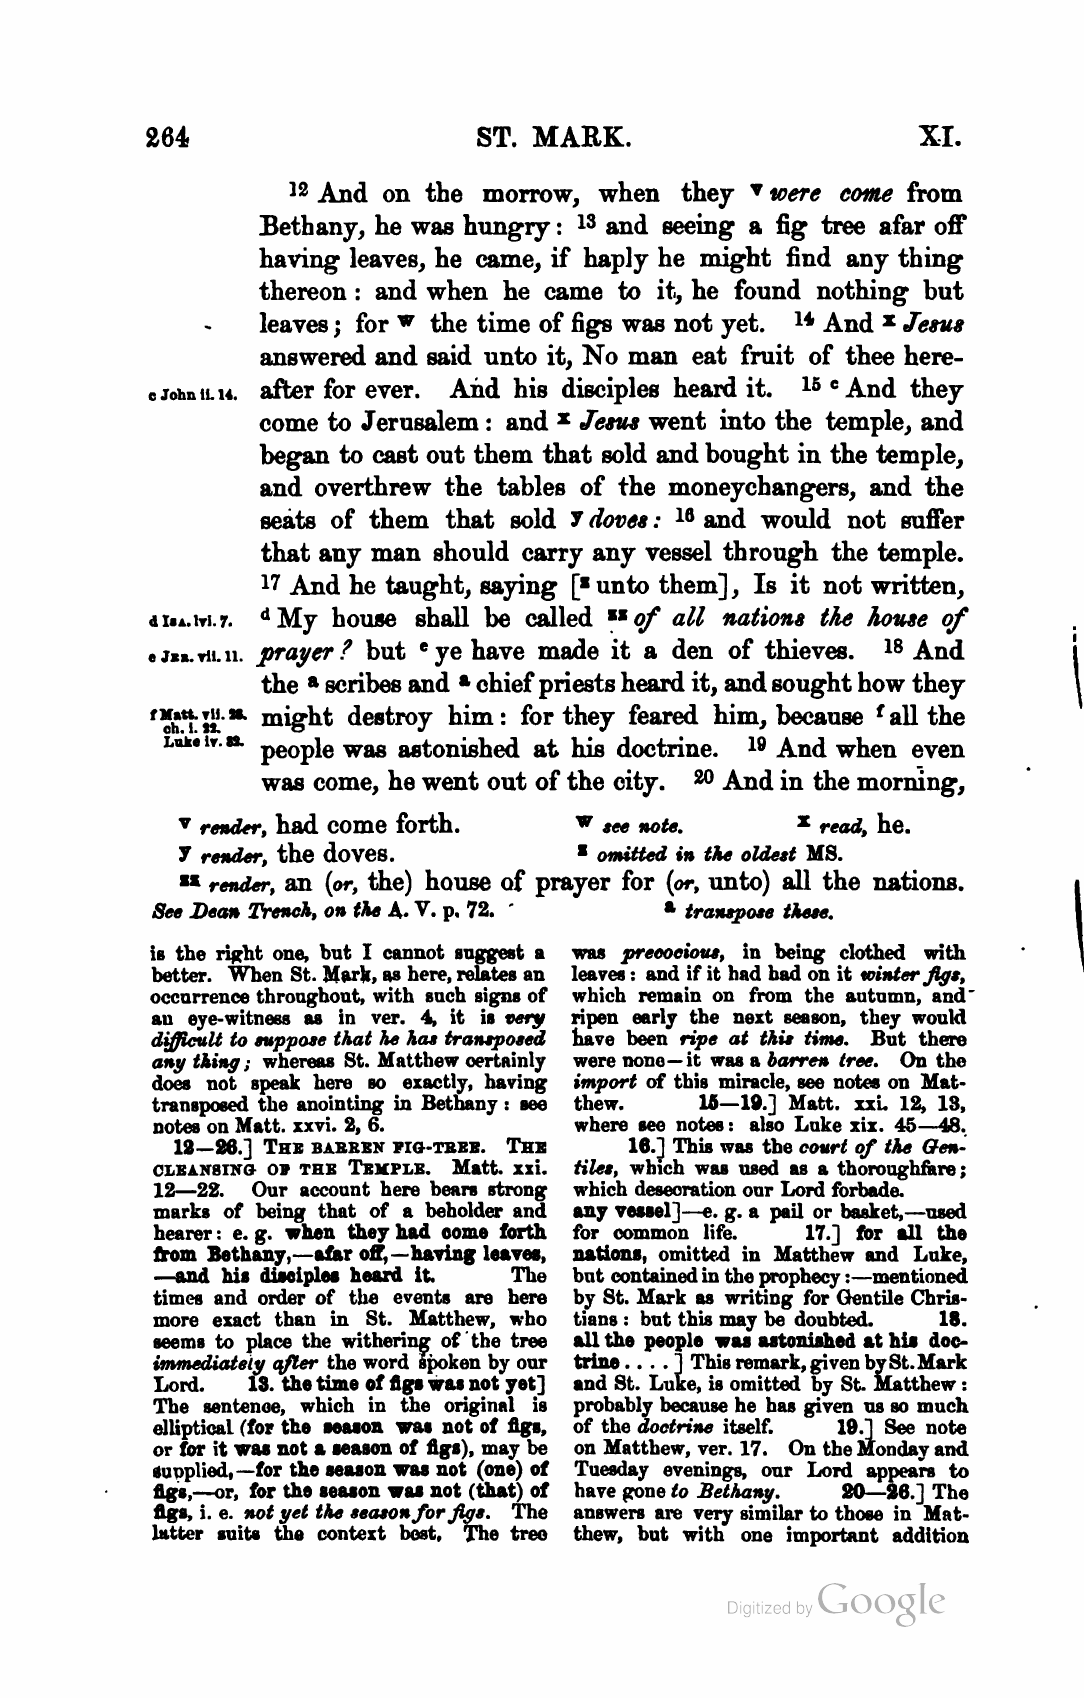 264 ST. MARK. XI.
12 And on the morrow, when they v were come from
Bethany, he was hungry: 13 and seeing a fig tree afar off
having leaves, he came, if haply he might find any thing
thereon: and when he came to it, he found nothing but
leaves; for w the time of figs was not yet. 14 And x Jesus
answered and said unto it, No man eat fruit of thee here-
c John ii. 14. after for ever. And his disciples heard it. 15 c And they
come to Jerusalem: and x Jesus went into the temple, and
began to cast out them that sold and bought in the temple,
and overthrew the tables of the moneychangers, and the
seats of them that sold y doves: 16 and would not suffer
that any man should carry any vessel through the temple.
17 And he taught, saying [z unto them], Is it not written,
d Isa. lvi. 7. d My house shall be called zz of all nations the house of
e Jer. vii. 11. prayer? but e ye have made it a den of thieves. 18 And
the a scribes and a chief priests heard it, and sought how they
f Matt. vii. 28. might destroy him: for they feared him, because f all the
ch. i. 22.
Luke iv. 32. people was astonished at his doctrine. 19 And when even
was come, he went out of the city. 20 And in the morning,
v render, had come forth. w see note. x read, he.
y render, the doves. z omitted in the oldest MS.
zz render, an (or, the) house of prayer for (or, unto) all the nations.
See Dean Trench, on the A. V. p. 72. a transpose these.
is the right one, but I cannot suggest a
better. When St. Mark, as here, relates an
occurrence throughout, with such signs of
an eye-witness as in ver. 4, it is very
difficult to suppose that he has transposed
any thing; whereas St. Matthew certainly
does not speak here so exactly, having
transposed the anointing in Bethany: see
notes on Matt. xxvi. 2, 6.
12—26.] THE BARREN FIG-TREE. THE
CLEANSING OF THE TEMPLE. Matt. xxi.
12—22. Our account here bears strong
marks of being that of a beholder and
hearer: e. g. when they had come forth
from Bethany,—afar off,—having leaves,
—and his disciples heard it. The
times and order of the events are here
more exact than in St. Matthew, who
seems to place the withering of the tree
immediately after the word spoken by our
Lord. 13. the time of figs was not yet]
The sentence, which in the original is
elliptical (for the season was not of figs,
or for it was not a season of figs), may be
supplied,—for the season was not (one) of
figs,—or, for the season was not (that) of
figs, i. e. not yet the season for figs. The
latter suits the context best. The tree
was precocious, in being clothed with
leaves: and if it had had on it winter figs,
which remain on from the autumn, and
ripen early the next season, they would
have been ripe at this time. But there
were none—it was a barren tree. On the
import of this miracle, see notes on Mat-
thew. 15—19.] Matt. xxi. 12, 13,
where see notes: also Luke xix. 45—48.
16.] This was the court of the Gen-
tiles, which was used as a thoroughfare;
which desecration our Lord forbade.
any vessel]—e. g. a pail or basket,—used
for common life. 17.] for all the
nations, omitted in Matthew and Luke,
but contained in the prophecy:—mentioned
by St. Mark as writing for Gentile Chris-
tians: but this may be doubted. 18.
all the people was astonished at his doc-
trine . . . . ] This remark, given by St. Mark
and St. Luke, is omitted by St. Matthew:
probably because he has given us so much
of the doctrine itself. 19.] See note
on Matthew, ver. 17. On the Monday and
Tuesday evenings, our Lord appears to
have gone to Bethany. 20—26.] The
answers are very similar to those in Mat-
thew, but with one important addition
Digitized by Google